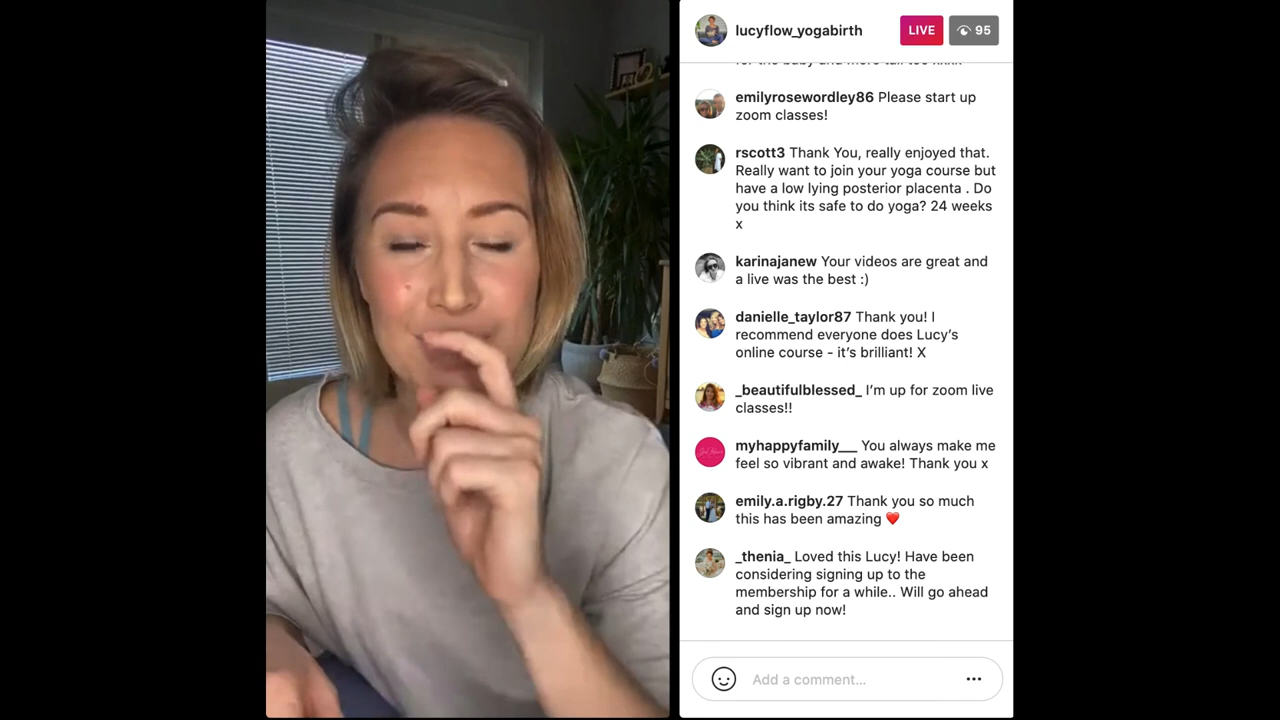 lucyflow_yogabirth
LIVE
95
emilyrosewordley86 Please start up
zoom classes!
rscott3 Thank You, really enjoyed that.
Really want to join your yoga course but
have a low lying posterior placenta . Do
you think its safe to do yoga? 24 weeks
x
karinajanew Your videos are great and
a live was the best :)
danielle_taylor87 Thank you! I
recommend everyone does Lucy’s
online course - it’s brilliant! X
_beautifulblessed_ I’m up for zoom live
classes!!
myhappyfamily___ You always make me
feel so vibrant and awake! Thank you x
emily.a.rigby.27 Thank you so much
this has been amazing ❤️
_thenia_ Loved this Lucy! Have been
considering signing up to the
membership for a while.. Will go ahead
and sign up now!
Add a comment...